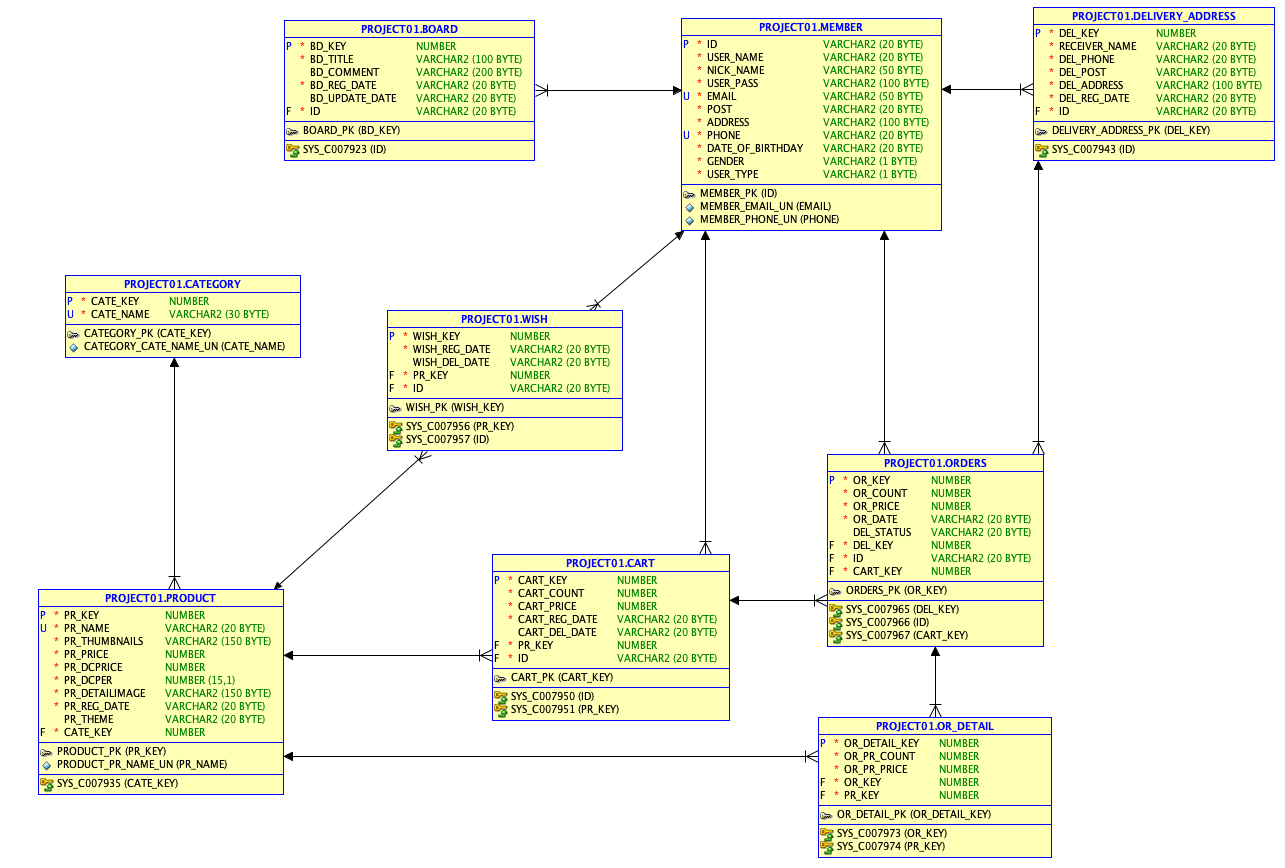 PROJECT01.BOARD
P * BD_KEY NUMBER
* BD_TITLE VARCHAR2 (100 BYTE)
BD_COMMENT VARCHAR2 (200 BYTE)
* BD_REG_DATE VARCHAR2 (20 BYTE)
BD_UPDATE_DATE VARCHAR2 (20 BYTE)
F * ID VARCHAR2 (20 BYTE)
BOARD_PK (BD_KEY)
SYS_C007923 (ID)
PROJECT01.MEMBER
P * ID VARCHAR2 (20 BYTE)
* USER_NAME VARCHAR2 (20 BYTE)
* NICK_NAME VARCHAR2 (50 BYTE)
* USER_PASS VARCHAR2 (100 BYTE)
U * EMAIL VARCHAR2 (50 BYTE)
* POST VARCHAR2 (20 BYTE)
* ADDRESS VARCHAR2 (100 BYTE)
U * PHONE VARCHAR2 (20 BYTE)
* DATE_OF_BIRTHDAY VARCHAR2 (20 BYTE)
* GENDER VARCHAR2 (1 BYTE)
* USER_TYPE VARCHAR2 (1 BYTE)
MEMBER_PK (ID)
MEMBER_EMAIL_UN (EMAIL)
MEMBER_PHONE_UN (PHONE)
PROJECT01.DELIVERY_ADDRESS
P * DEL_KEY NUMBER
* RECEIVER_NAME VARCHAR2 (20 BYTE)
* DEL_PHONE VARCHAR2 (20 BYTE)
* DEL_POST VARCHAR2 (20 BYTE)
* DEL_ADDRESS VARCHAR2 (100 BYTE)
* DEL_REG_DATE VARCHAR2 (20 BYTE)
F * ID VARCHAR2 (20 BYTE)
DELIVERY_ADDRESS_PK (DEL_KEY)
SYS_C007943 (ID)
PROJECT01.CATEGORY
P * CATE_KEY NUMBER
U * CATE_NAME VARCHAR2 (30 BYTE)
CATEGORY_PK (CATE_KEY)
CATEGORY_CATE_NAME_UN (CATE_NAME)
PROJECT01.WISH
P * WISH_KEY NUMBER
* WISH_REG_DATE VARCHAR2 (20 BYTE)
WISH_DEL_DATE VARCHAR2 (20 BYTE)
F * PR_KEY NUMBER
F * ID VARCHAR2 (20 BYTE)
WISH_PK (WISH_KEY)
SYS_C007956 (PR_KEY)
SYS_C007957 (ID)
PROJECT01.ORDERS
P * OR_KEY NUMBER
* OR_COUNT NUMBER
* OR_PRICE NUMBER
* OR_DATE VARCHAR2 (20 BYTE)
DEL_STATUS VARCHAR2 (20 BYTE)
F * DEL_KEY NUMBER
F * ID VARCHAR2 (20 BYTE)
F * CART_KEY NUMBER
ORDERS_PK (OR_KEY)
SYS_C007965 (DEL_KEY)
SYS_C007966 (ID)
SYS_C007967 (CART_KEY)
PROJECT01.CART
P * CART_KEY NUMBER
* CART_COUNT NUMBER
* CART_PRICE NUMBER
* CART_REG_DATE VARCHAR2 (20 BYTE)
CART_DEL_DATE VARCHAR2 (20 BYTE)
F * PR_KEY NUMBER
F * ID VARCHAR2 (20 BYTE)
CART_PK (CART_KEY)
SYS_C007950 (ID)
SYS_C007951 (PR_KEY)
PROJECT01.PRODUCT
P * PR_KEY NUMBER
U * PR_NAME VARCHAR2 (20 BYTE)
* PR_THUMBNAILS VARCHAR2 (150 BYTE)
* PR_PRICE NUMBER
* PR_DCPRICE NUMBER
* PR_DCPER NUMBER (15,1)
* PR_DETAILIMAGE VARCHAR2 (150 BYTE)
* PR_REG_DATE VARCHAR2 (20 BYTE)
PR_THEME VARCHAR2 (20 BYTE)
F * CATE_KEY NUMBER
PRODUCT_PK (PR_KEY)
PRODUCT_PR_NAME_UN (PR_NAME)
SYS_C007935 (CATE_KEY)
PROJECT01.OR_DETAIL
P * OR_DETAIL_KEY NUMBER
* OR_PR_COUNT NUMBER
* OR_PR_PRICE NUMBER
F * OR_KEY NUMBER
F * PR_KEY NUMBER
OR_DETAIL_PK (OR_DETAIL_KEY)
SYS_C007973 (OR_KEY)
SYS_C007974 (PR_KEY)